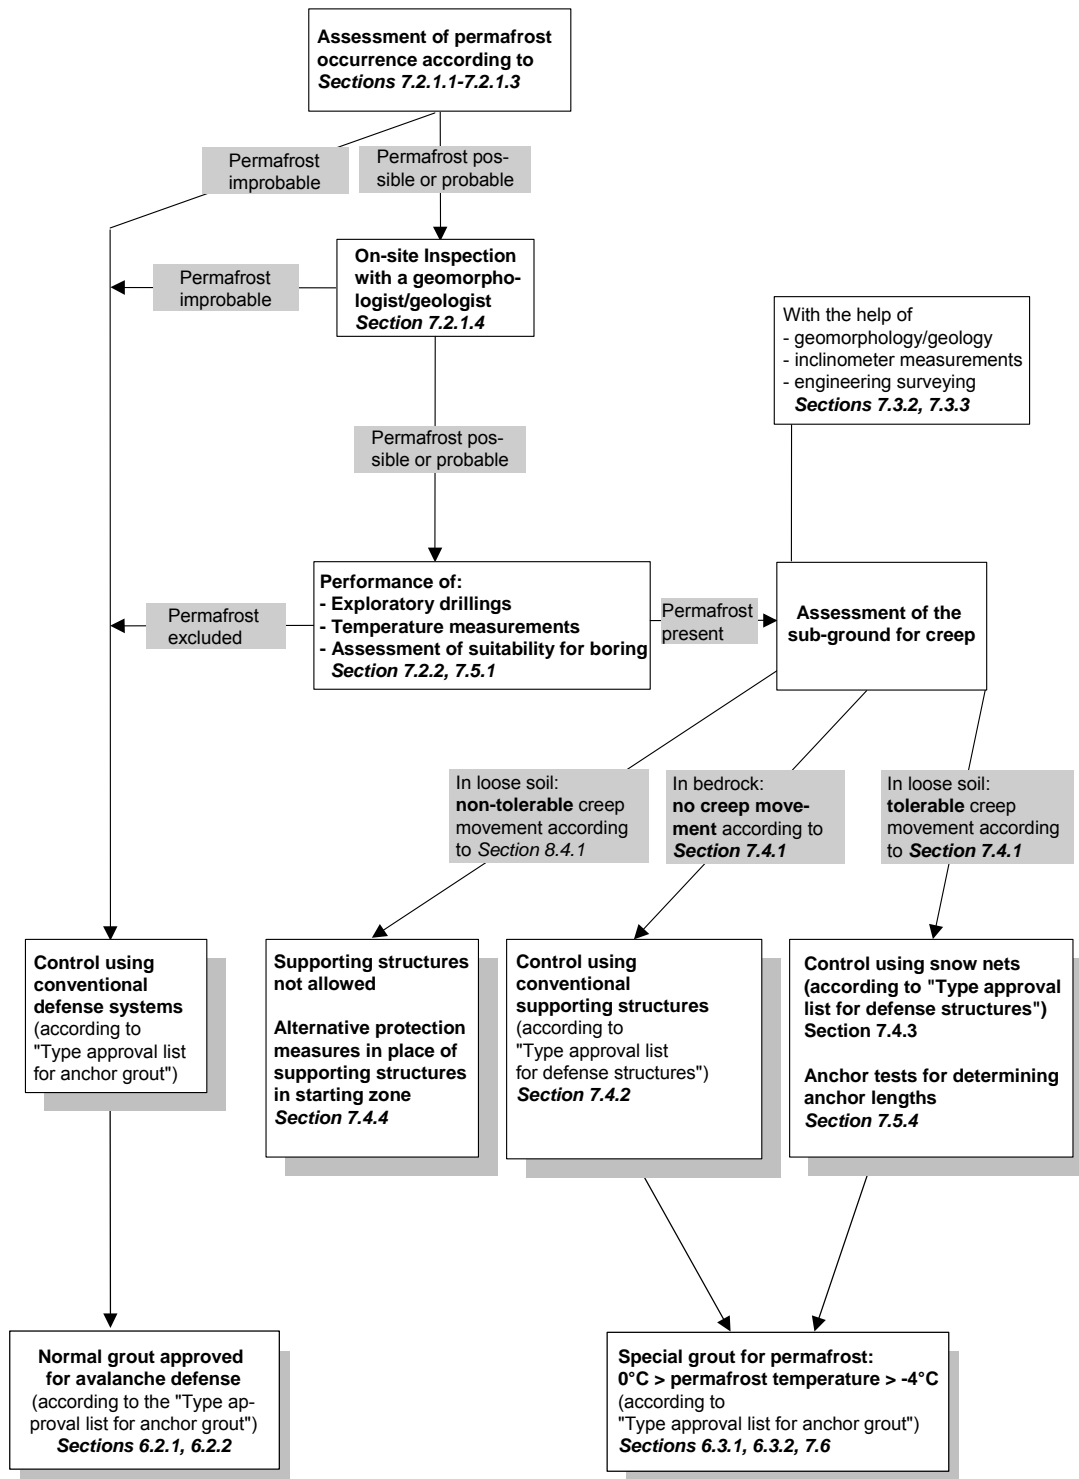 Assessment of permafrost
occurrence according to
Sections 7.2.1.1-7.2.1.3
Permafrost
improbable
Permafrost pos-
sible or probable
On-site Inspection
with a geomorpho-
logist/geologist
Section 7.2.1.4
Permafrost
improbable
With the help of
- geomorphology/geology
- inclinometer measurements
- engineering surveying
Sections 7.3.2, 7.3.3
Permafrost pos-
sible or probable
Performance of:
- Exploratory drillings
- Temperature measurements
- Assessment of suitability for boring
Section 7.2.2, 7.5.1
Permafrost
excluded
Permafrost
present
Assessment of the
sub-ground for creep
In loose soil:
non-tolerable creep
movement according
to Section 8.4.1
In bedrock:
no creep move-
ment according to
Section 7.4.1
In loose soil:
tolerable creep
movement according
to Section 7.4.1
Control using
conventional
defense systems
(according to
"Type approval list
for anchor grout")
Supporting structures
not allowed
Alternative protection
measures in place of
supporting structures
in starting zone
Section 7.4.4
Control using
conventional
supporting structures
(according to
"Type approval list
for defense structures")
Section 7.4.2
Control using snow nets
(according to "Type approval
list for defense structures")
Section 7.4.3
Anchor tests for determining
anchor lengths
Section 7.5.4
Normal grout approved
for avalanche defense
(according to the "Type ap-
proval list for anchor grout")
Sections 6.2.1, 6.2.2
Special grout for permafrost:
0°C > permafrost temperature > -4°C
(according to
"Type approval list for anchor grout")
Sections 6.3.1, 6.3.2, 7.6